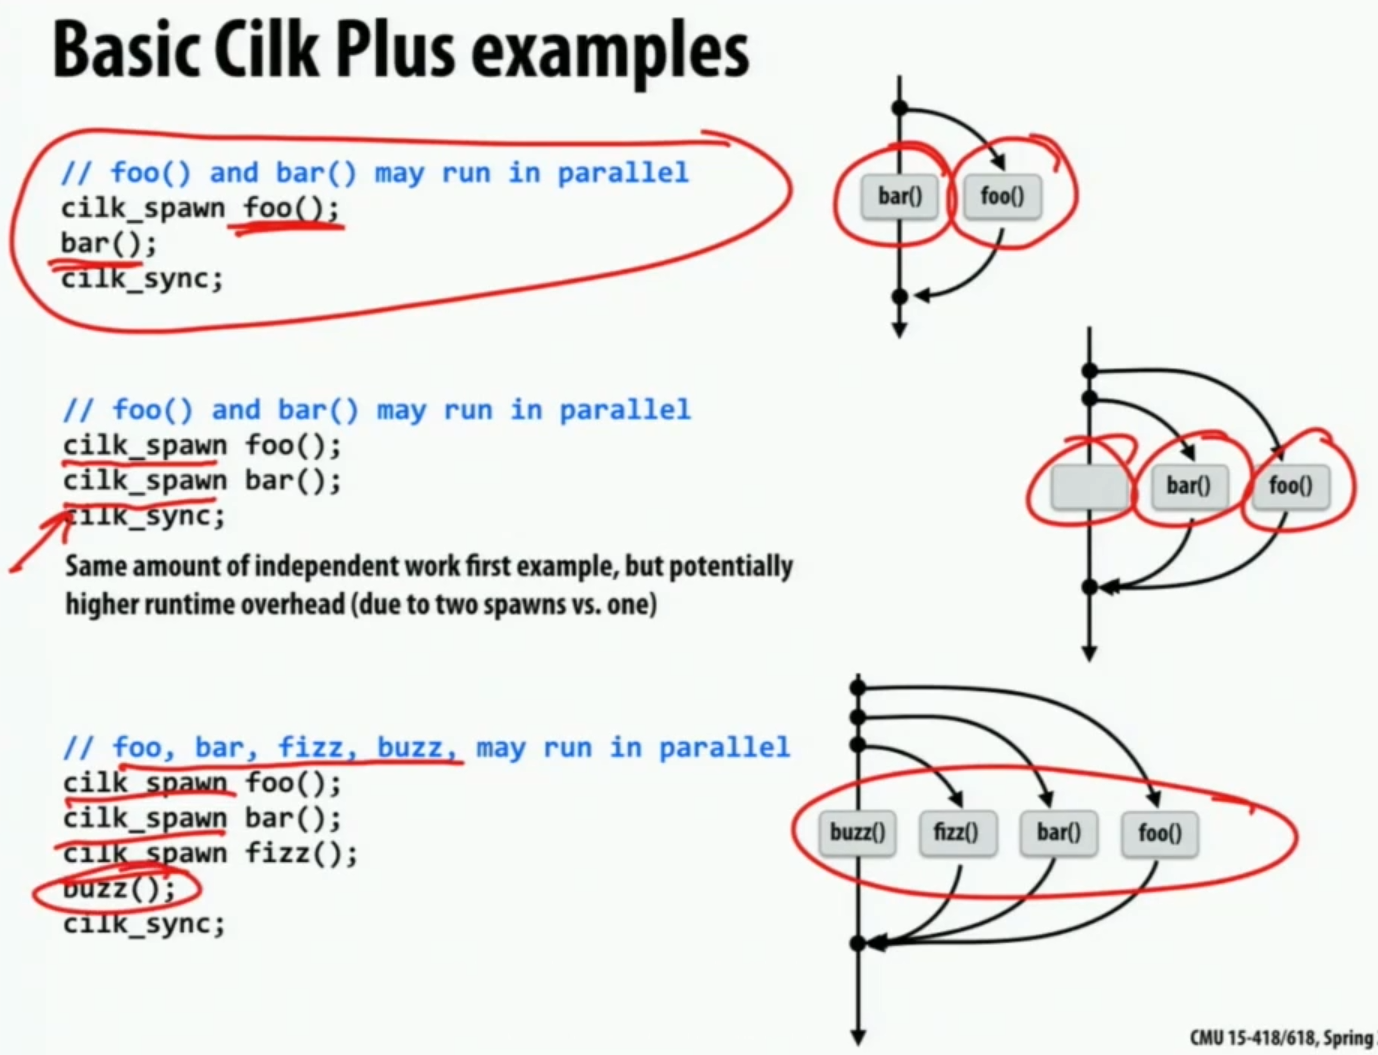 Basic Cilk Plus examples
// foo() and bar() may run in parallel
cilk_spawn foo();
bar();
cilk_sync;
bar()
foo()
// foo() and bar() may run in parallel
cilk_spawn foo();
cilk_spawn bar();
cilk_sync;
Same amount of independent work first example, but potentially
higher runtime overhead (due to two spawns vs. one)
bar()
foo()
// foo, bar, fizz, buzz, may run in parallel
cilk_spawn foo();
cilk_spawn bar();
cilk_spawn fizz();
buzz();
cilk_sync;
buzz()
fizz()
bar()
foo()
CMU 15-418/618, Spring